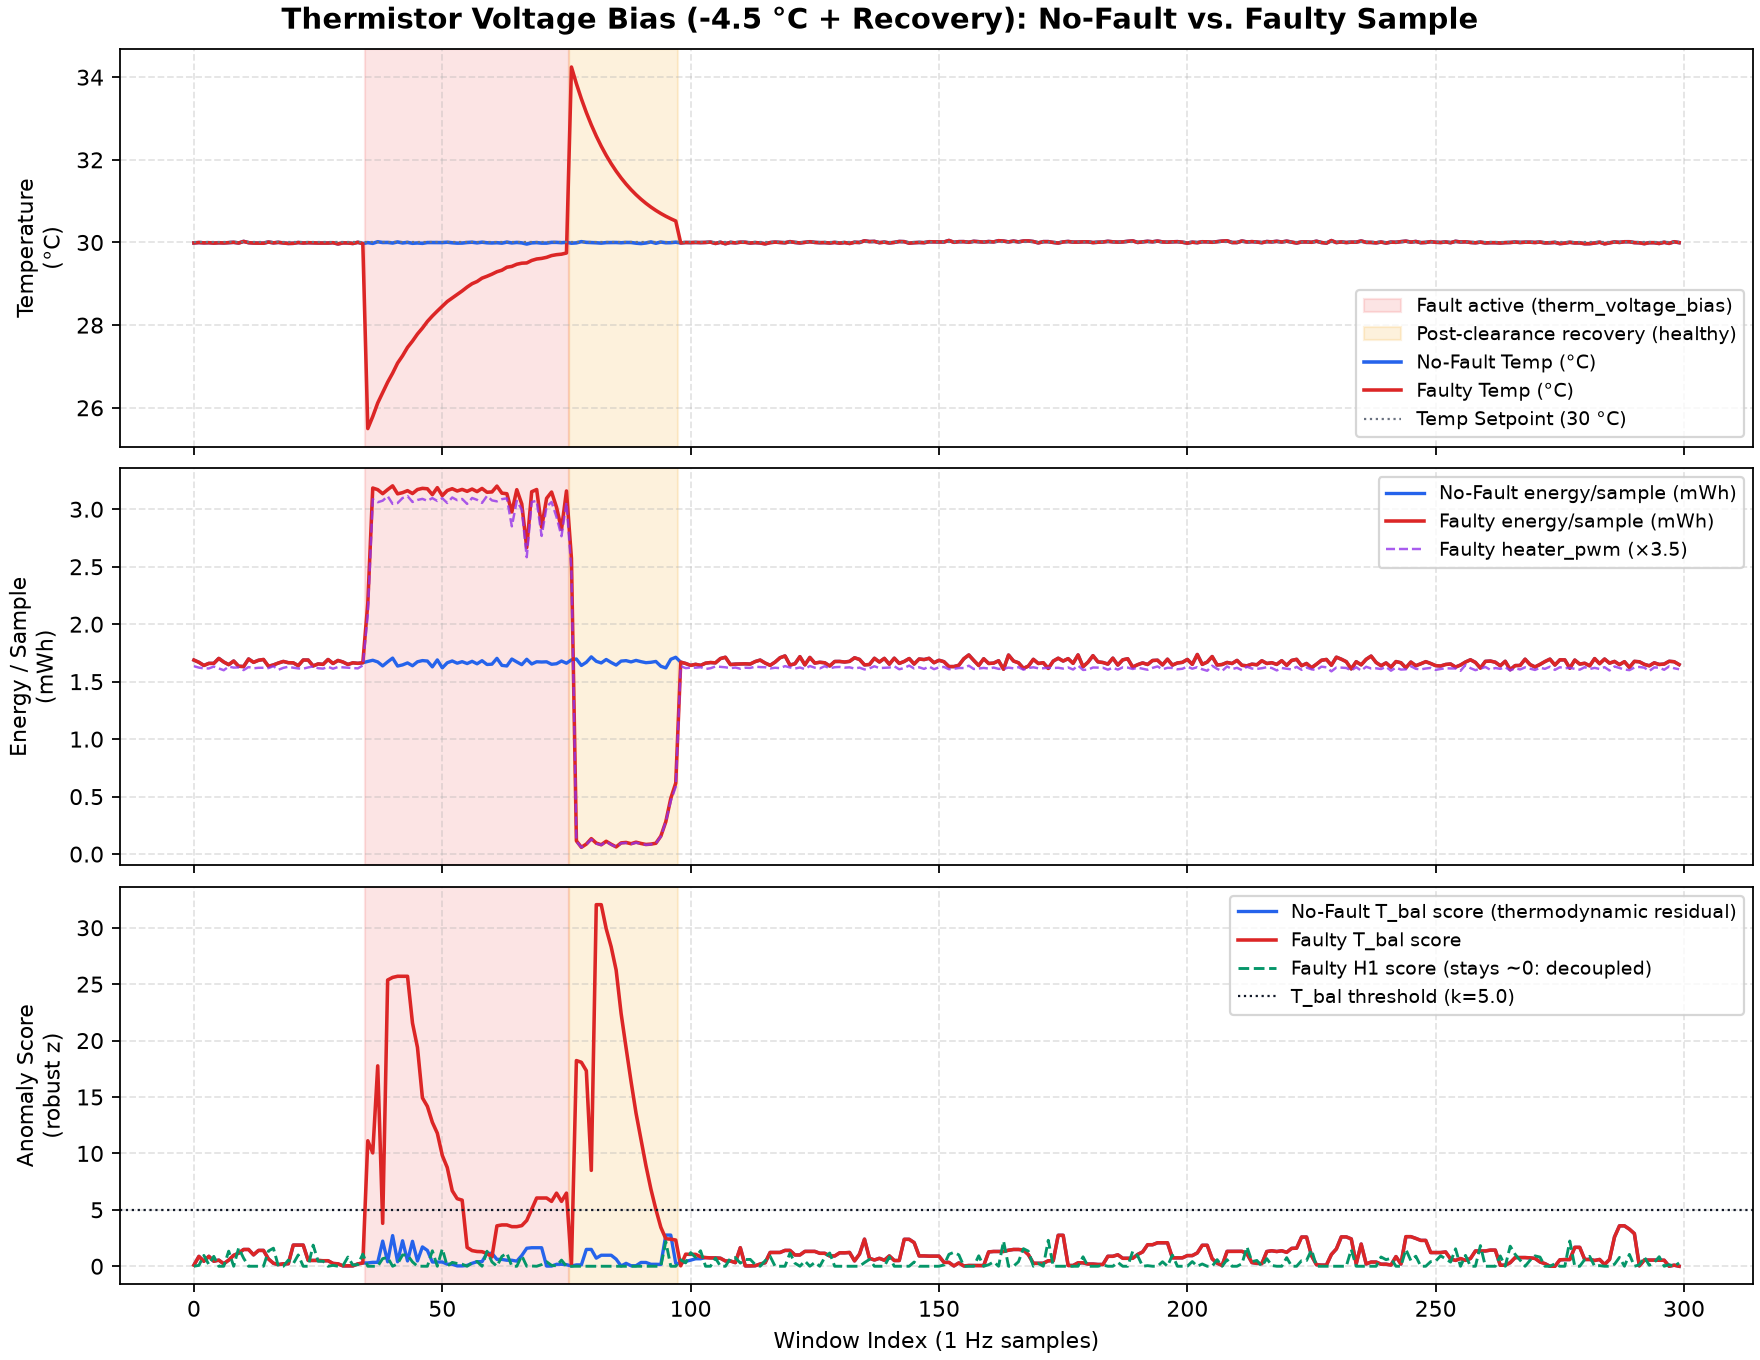 Thermistor Voltage Bias (-4.5 °C + Recovery): No-Fault vs. Faulty Sample
34
32
30
28
26
Temperature
(°C)
Fault active (therm_voltage_bias)
Post-clearance recovery (healthy)
No-Fault Temp (°C)
Faulty Temp (°C)
Temp Setpoint (30 °C)
3.0
2.5
2.0
1.5
1.0
0.5
0.0
Energy / Sample
(mWh)
No-Fault energy/sample (mWh)
Faulty energy/sample (mWh)
Faulty heater_pwm (×3.5)
30
25
20
15
10
5
0
Anomaly Score
(robust z)
No-Fault T_bal score (thermodynamic residual)
Faulty T_bal score
Faulty H1 score (stays ~0: decoupled)
T_bal threshold (k=5.0)
0
50
100
150
200
250
300
Window Index (1 Hz samples)